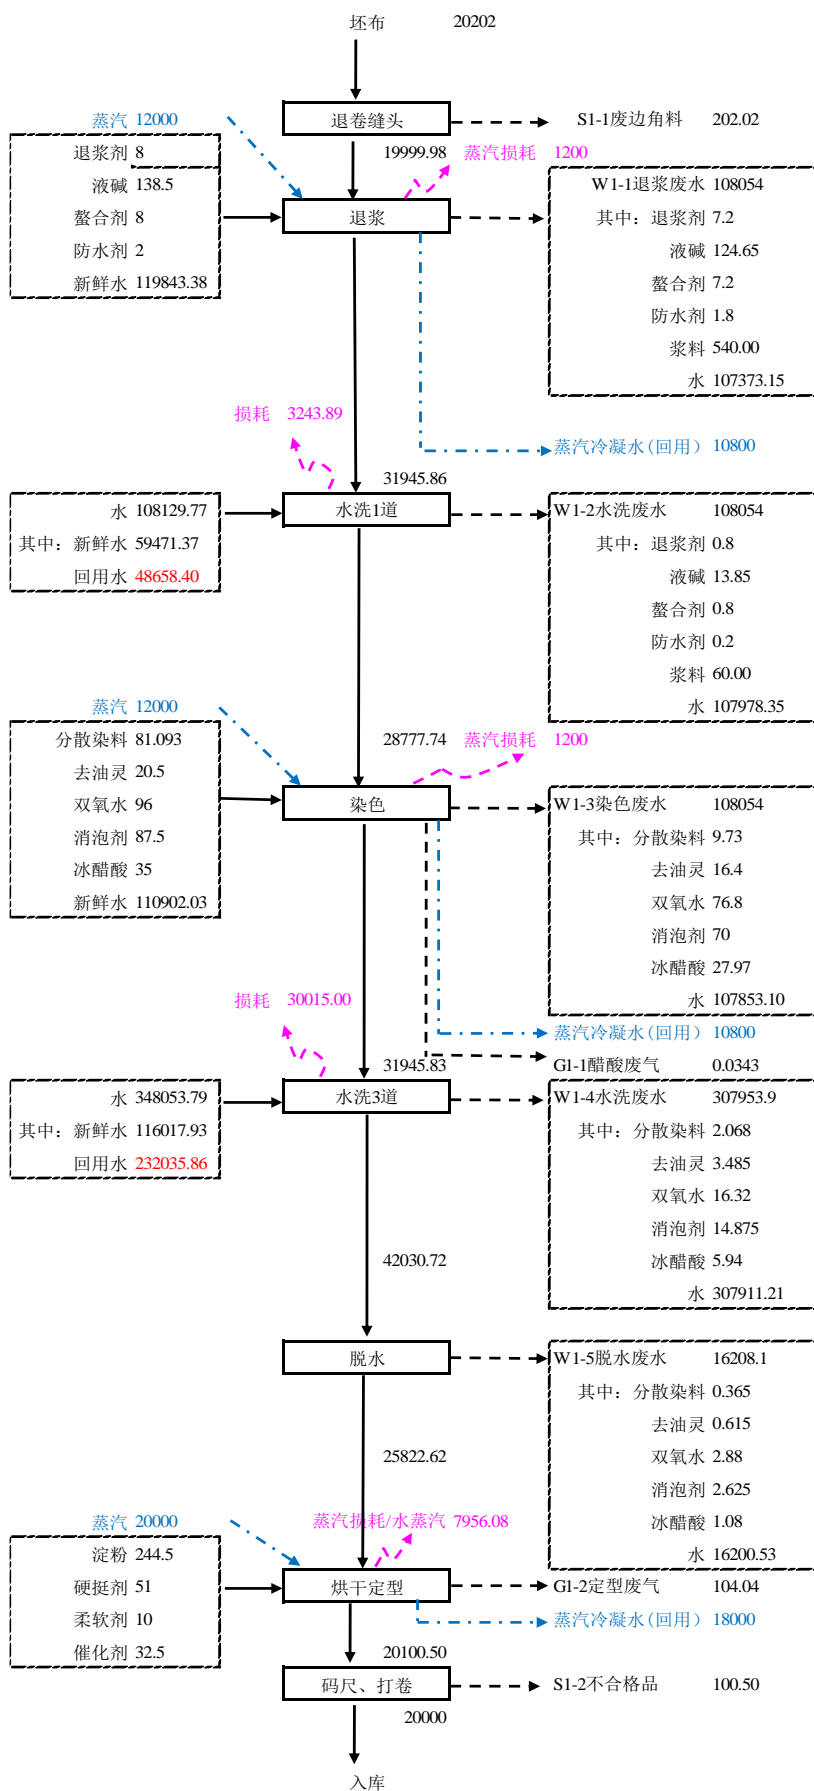 坯布 20202
退卷缝头
S1-1废边角料 202.02
蒸汽 12000
19999.98
蒸汽损耗 1200
退浆剂 8
液碱 138.5
螯合剂 8
防水剂 2
新鲜水 119843.38
退浆
W1-1退浆废水 108054
其中：退浆剂 7.2
液碱 124.65
螯合剂 7.2
防水剂 1.8
浆料 540.00
水 107373.15
损耗 3243.89
蒸汽冷凝水(回用） 10800
31945.86
水 108129.77
其中：新鲜水 59471.37
回用水 48658.40
水洗1道
W1-2水洗废水 108054
其中：退浆剂 0.8
液碱 13.85
螯合剂 0.8
防水剂 0.2
浆料 60.00
水 107978.35
蒸汽 12000
28777.74
蒸汽损耗 1200
分散染料 81.093
去油灵 20.5
双氧水 96
消泡剂 87.5
冰醋酸 35
新鲜水 110902.03
染色
W1-3染色废水 108054
其中：分散染料 9.73
去油灵 16.4
双氧水 76.8
消泡剂 70
冰醋酸 27.97
水 107853.10
损耗 30015.00
蒸汽冷凝水(回用） 10800
31945.83
G1-1醋酸废气 0.0343
水 348053.79
其中：新鲜水 116017.93
回用水 232035.86
水洗3道
W1-4水洗废水 307953.9
其中：分散染料 2.068
去油灵 3.485
双氧水 16.32
消泡剂 14.875
冰醋酸 5.94
水 307911.21
42030.72
脱水
W1-5脱水废水 16208.1
其中：分散染料 0.365
去油灵 0.615
双氧水 2.88
消泡剂 2.625
冰醋酸 1.08
水 16200.53
25822.62
蒸汽 20000
蒸汽损耗/水蒸汽 7956.08
淀粉 244.5
硬挺剂 51
柔软剂 10
催化剂 32.5
烘干定型
G1-2定型废气 104.04
蒸汽冷凝水(回用） 18000
20100.50
码尺、打卷
S1-2不合格品 100.50
20000
入库